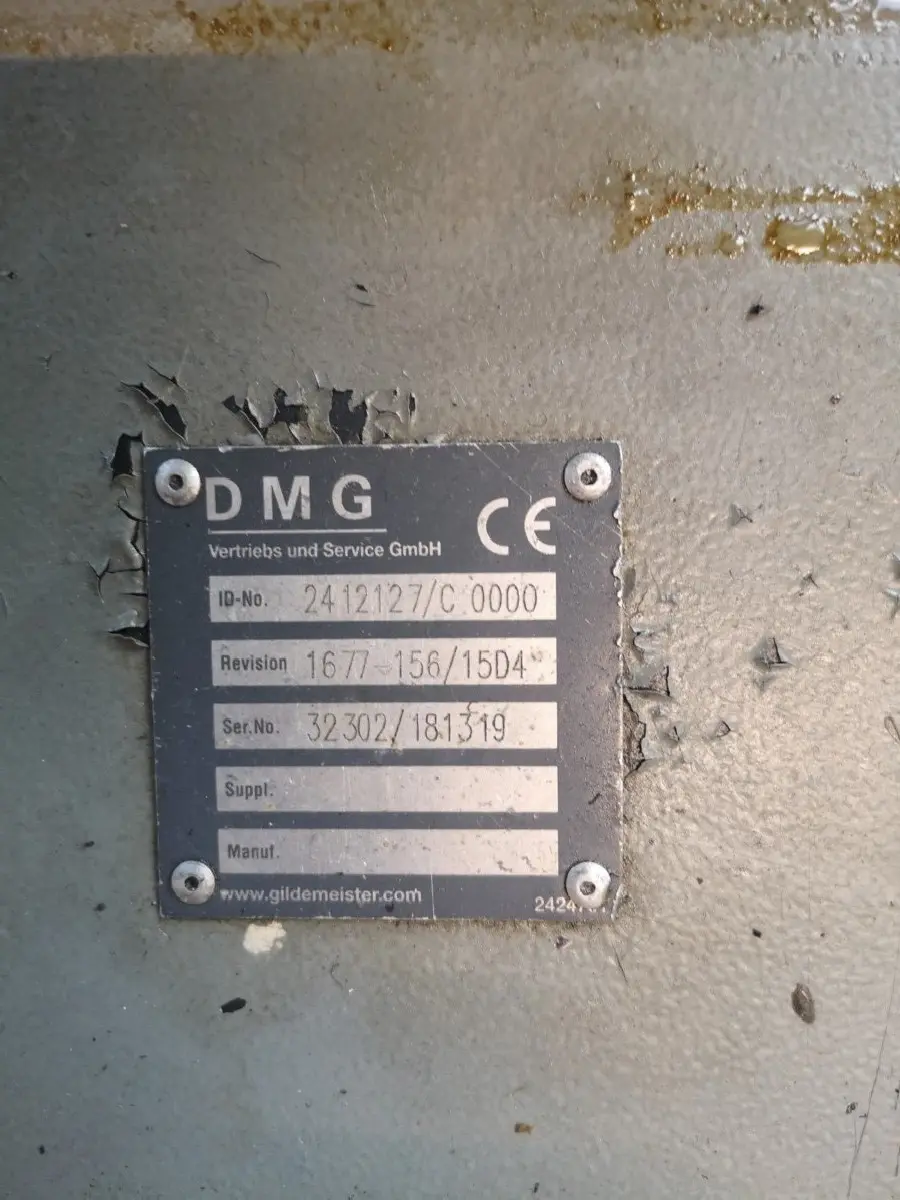 DMG
CE
Vertriebs und Service GmbH
ID-No. 2412127/C 0000
Revision 1677-156/15D4
Ser.No. 32302/181319
Suppl.
Manuf.
www.gildemeister.com